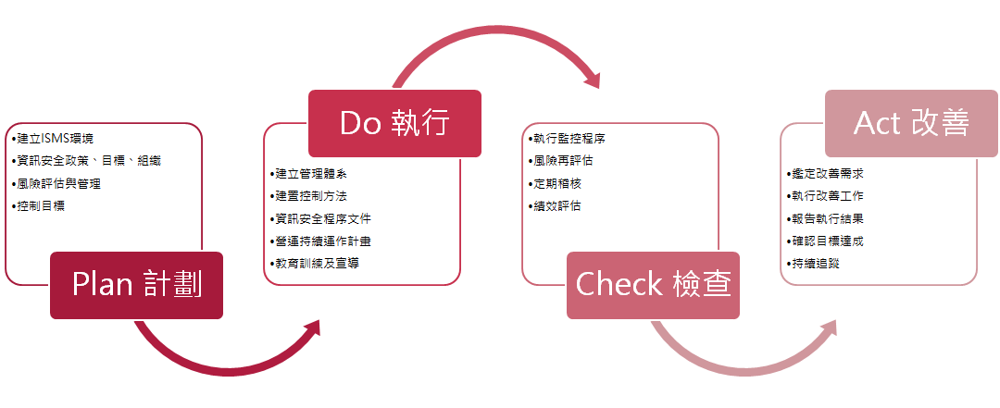 •建立ISMS環境
•資訊安全政策、目標、組織
•風險評估與管理
•控制目標
Plan 計劃
Do 執行
•建立管理體系
•建置控制方法
•資訊安全程序文件
•營運持續運作計畫
•教育訓練及宣導
•執行監控程序
•風險再評估
•定期稽核
•績效評估
Check 檢查
Act 改善
•鑑定改善需求
•執行改善工作
•報告執行結果
•確認目標達成
•持續追蹤